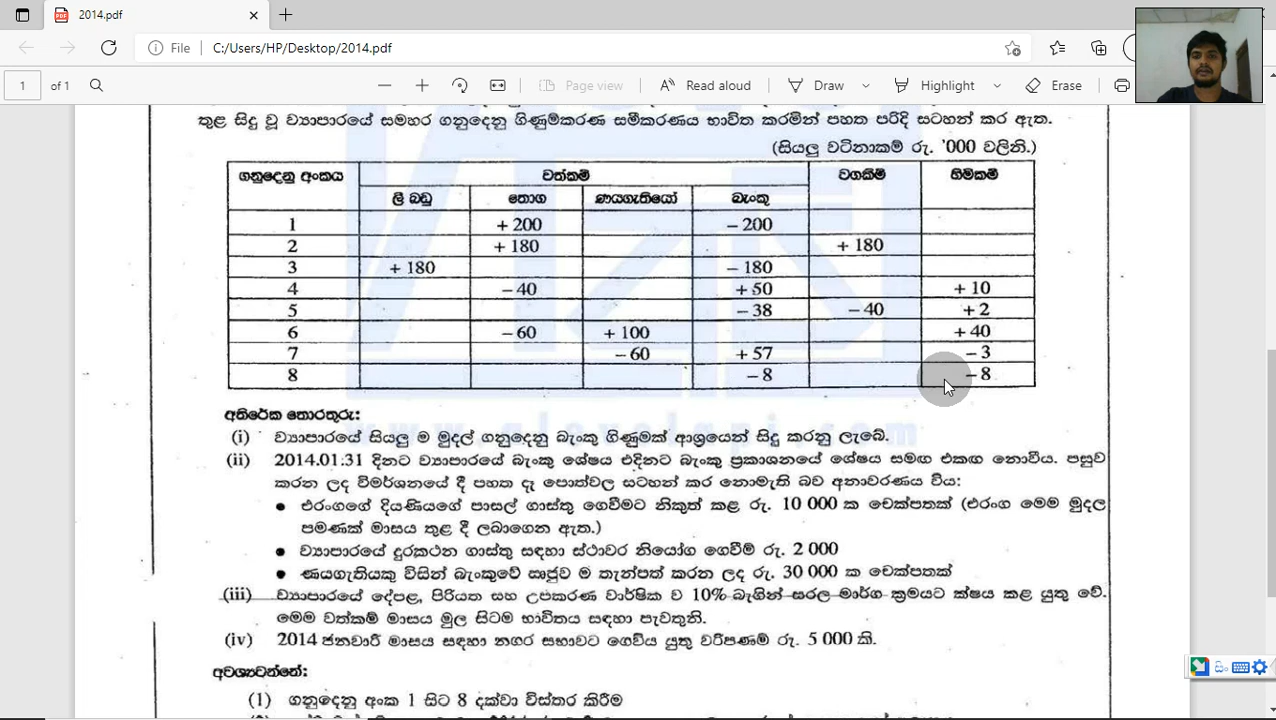 2014.pdf
File C:/Users/HP/Desktop/2014.pdf
1 of 1 Page view Read aloud Draw Highlight Erase
තුළ සිදු වූ ව්‍යාපාරයේ සමහර ගනුදෙනු ගිණුම්කරණ සමීකරණය භාවිත කරමින් පහත පරිදි සටහන් කර ඇත.
(සියලු වටිනාකම් රු. '000 වලිනි.)
ගනුදෙනු අංකය වත්කම් වගකීම් හිමිකම්
ලී බඩු තොග ණයගැතියෝ බැංකු
1 + 200 – 200
2 + 180 + 180
3 + 180 – 180
4 – 40 + 50 + 10
5 – 38 – 40 + 2
6 – 60 + 100 + 40
7 – 60 + 57 – 3
8 – 8 – 8
අතිරේක තොරතුරු:
(i) ව්‍යාපාරයේ සියලු ම මුදල් ගනුදෙනු බැංකු ගිණුමක් ආශ්‍රයෙන් සිදු කරනු ලැබේ.
(ii) 2014.01.31 දිනට ව්‍යාපාරයේ බැංකු ශේෂය එදිනට බැංකු ප්‍රකාශනයේ ශේෂය සමඟ එකඟ නොවීය. පසුව
කරන ලද විමර්ශනයේ දී පහත දෑ පොත්වල සටහන් කර නොමැති බව අනාවරණය විය:
● එරංගගේ දියණියගේ පාසල් ගාස්තු ගෙවීමට නිකුත් කළ රු. 10 000 ක චෙක්පතක් (එරංග මෙම මුදල
පමණක් මාසය තුළ දී ලබාගෙන ඇත.)
● ව්‍යාපාරයේ දුරකථන ගාස්තු සඳහා ස්ථාවර නියෝග ගෙවීම් රු. 2 000
● ණයගැතියකු විසින් බැංකුවේ සෘජුව ම තැන්පත් කරන ලද රු. 30 000 ක චෙක්පතක්
(iii) ව්‍යාපාරයේ දේපළ, පිරියත සහ උපකරණ වාර්ෂික ව 10% බැගින් සරල මාර්ග ක්‍රමයට ක්ෂය කළ යුතු වේ.
මෙම වත්කම් මාසය මුල සිටම භාවිතය සඳහා පැවතුනි.
(iv) 2014 ජනවාරි මාසය සඳහා නගර සභාවට ගෙවිය යුතු වරිපණම් රු. 5 000 කි.
අවශ්‍යවන්නේ:
(1) ගනුදෙනු අංක 1 සිට 8 දක්වා විස්තර කිරීම